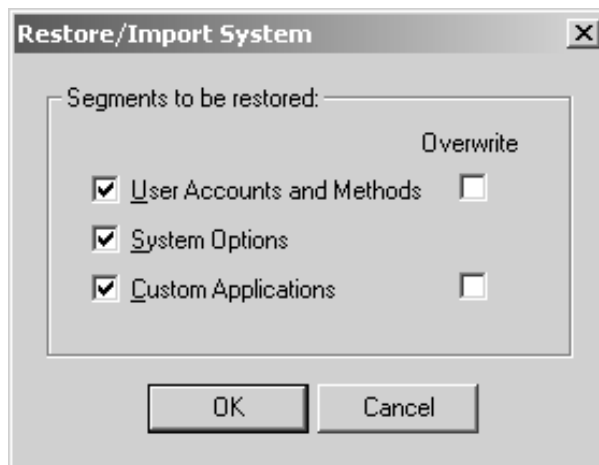 Restore/Import System
Segments to be restored:
Overwrite
User Accounts and Methods
System Options
Custom Applications
OK
Cancel